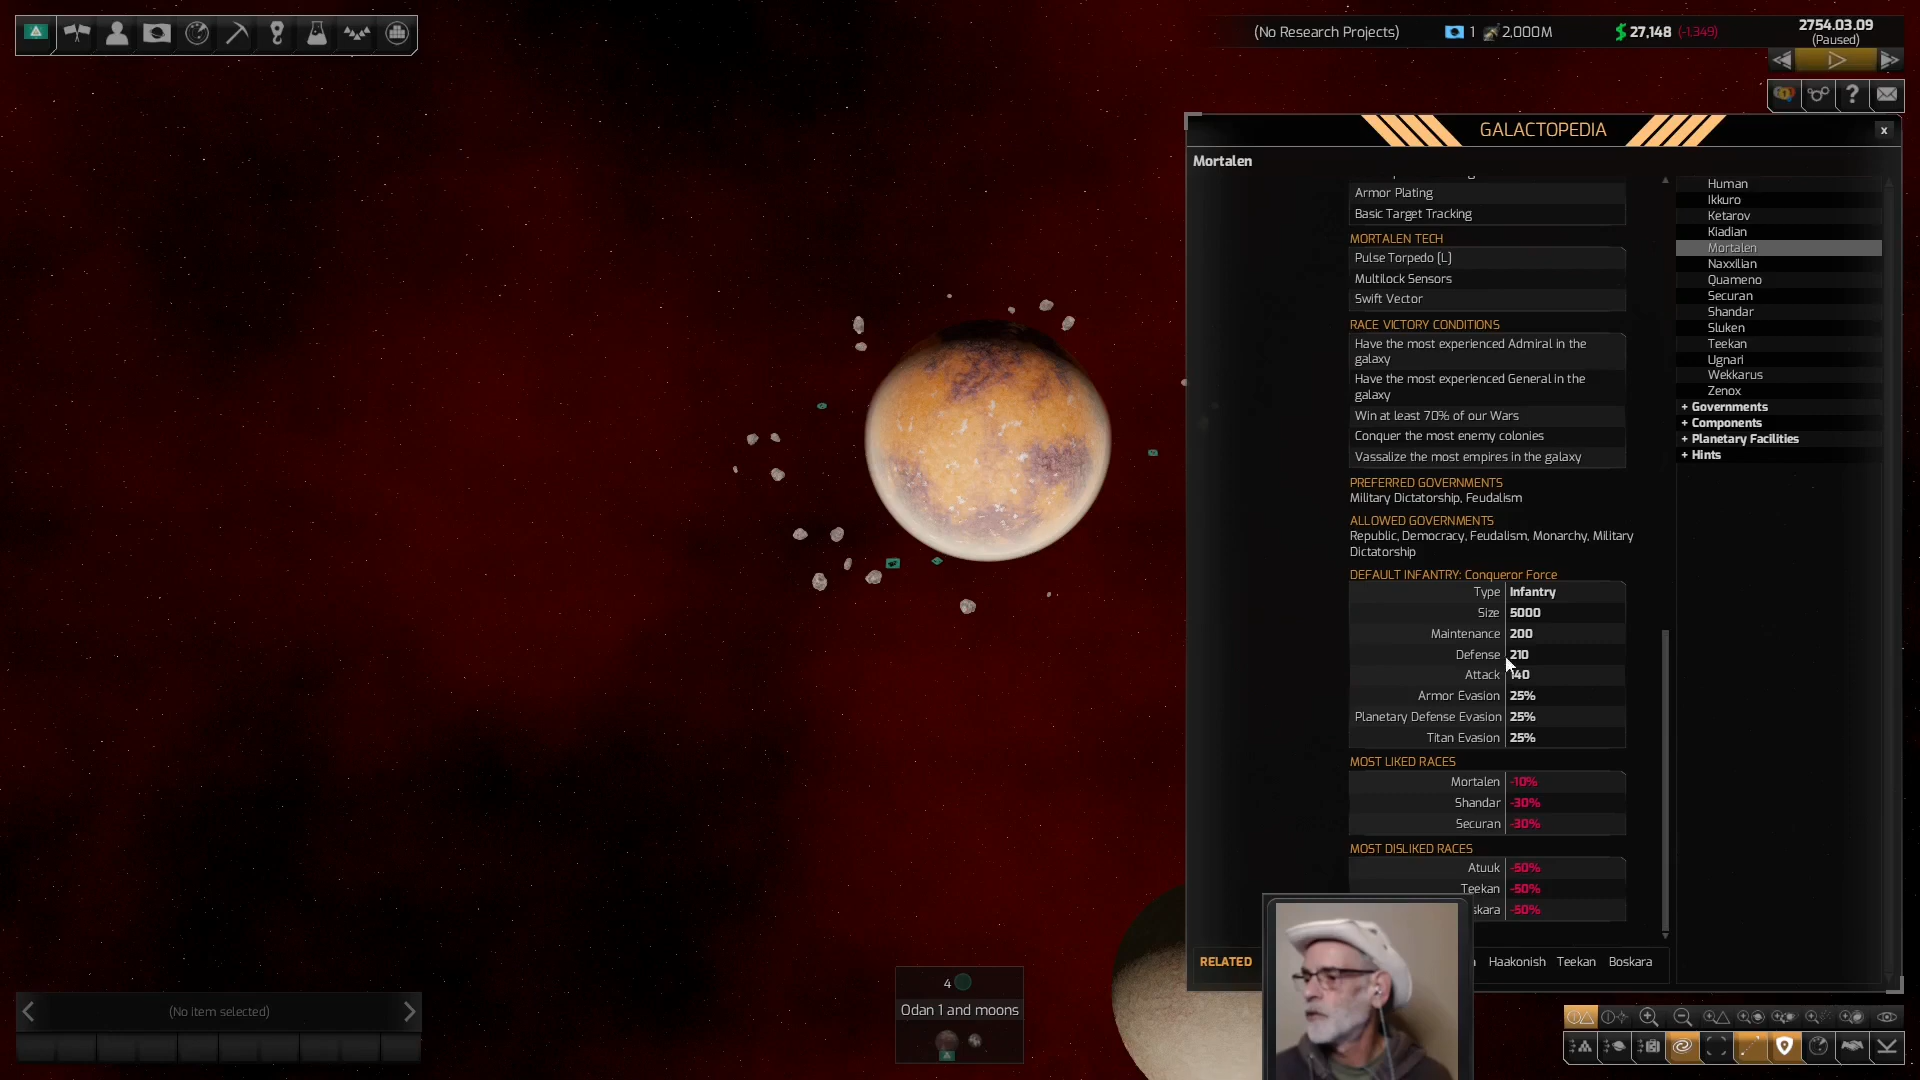 (No Research Projects)
1
2,000M
27,148 (-1,349)
2754.03.09
(Paused)
GALACTOPEDIA
x
Mortalen
Armor Plating
Basic Target Tracking
MORTALEN TECH
Pulse Torpedo [L]
Multilock Sensors
Swift Vector
RACE VICTORY CONDITIONS
Have the most experienced Admiral in the
galaxy
Have the most experienced General in the
galaxy
Win at least 70% of our Wars
Conquer the most enemy colonies
Vassalize the most empires in the galaxy
PREFERRED GOVERNMENTS
Military Dictatorship, Feudalism
ALLOWED GOVERNMENTS
Republic, Democracy, Feudalism, Monarchy, Military
Dictatorship
DEFAULT INFANTRY: Conqueror Force
Type Infantry
Size 5000
Maintenance 200
Defense 210
Attack 140
Armor Evasion 25%
Planetary Defense Evasion 25%
Titan Evasion 25%
MOST LIKED RACES
Mortalen -10%
Shandar -30%
Securan -30%
MOST DISLIKED RACES
Atuuk -50%
Teekan -50%
skara -50%
RELATED
a Haakonish Teekan Boskara
Human
Ikkuro
Ketarov
Kiadian
Mortalen
Naxxilian
Quameno
Securan
Shandar
Sluken
Teekan
Ugnari
Wekkarus
Zenox
+ Governments
+ Components
+ Planetary Facilities
+ Hints
(No item selected)
4
Odan 1 and moons